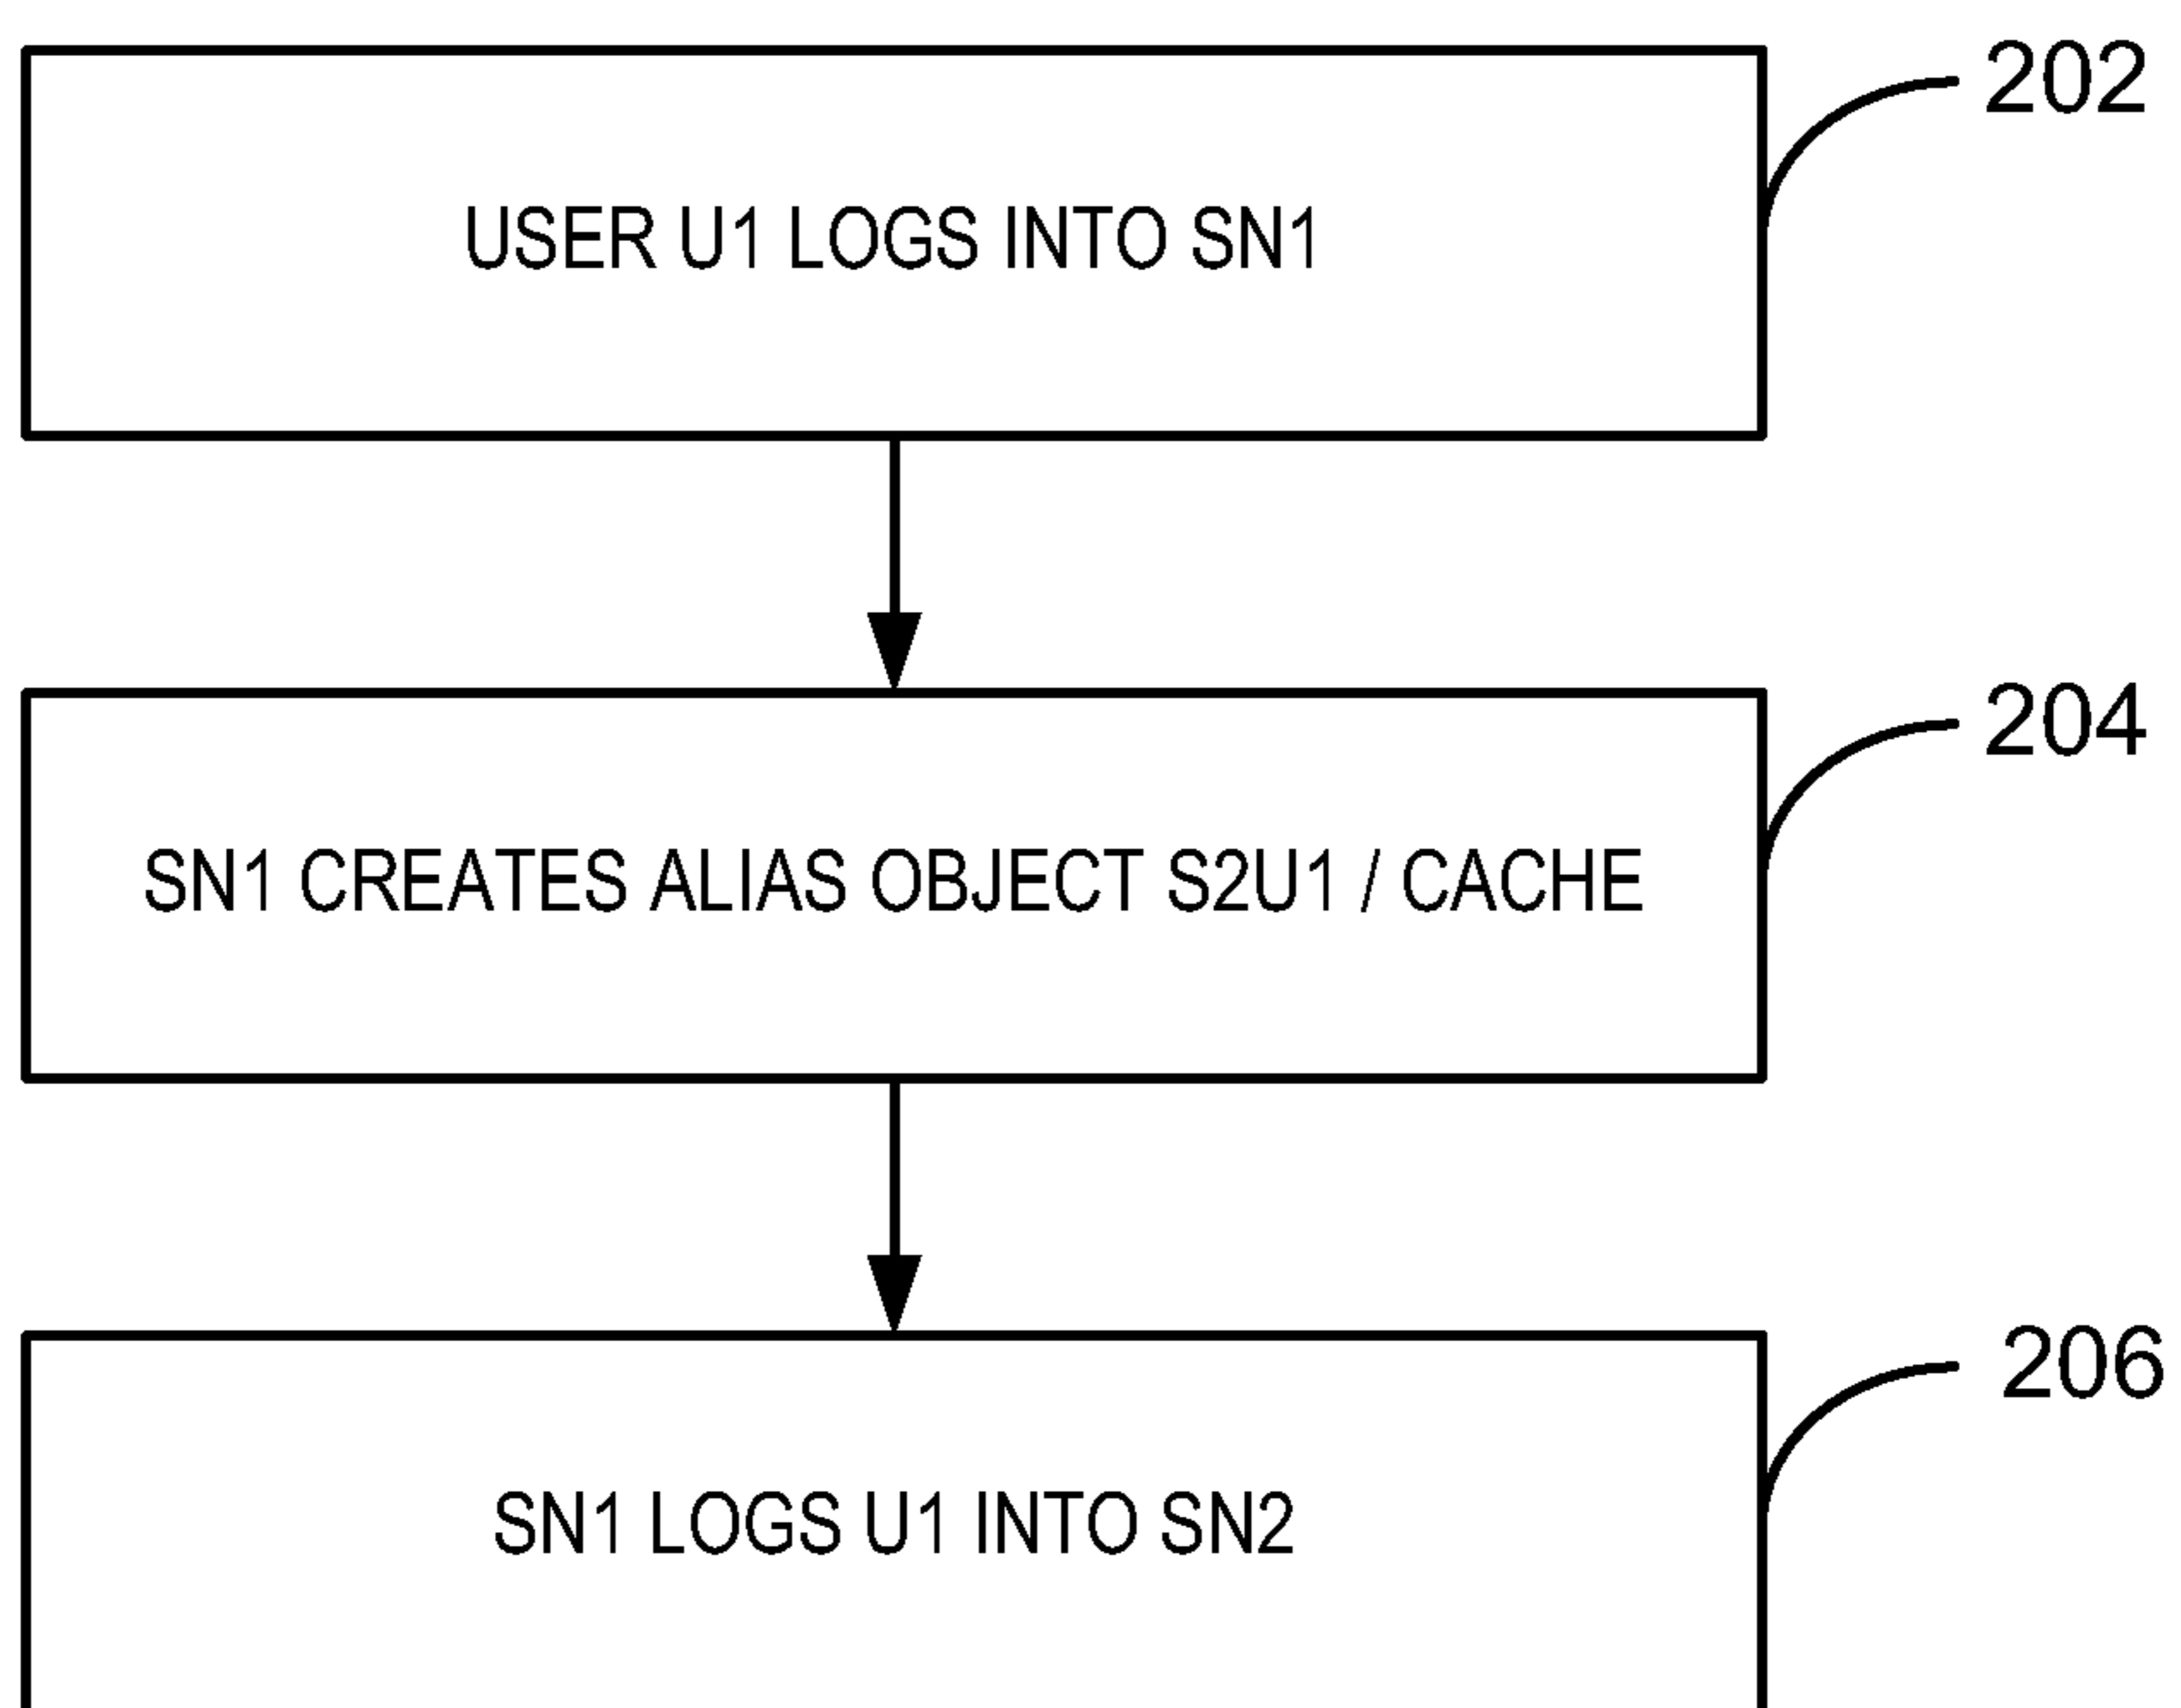 202
USER U1 LOGS INTO SN1
204
SN1 CREATES ALIAS OBJECT S2U1 / CACHE
206
SN1 LOGS U1 INTO SN2